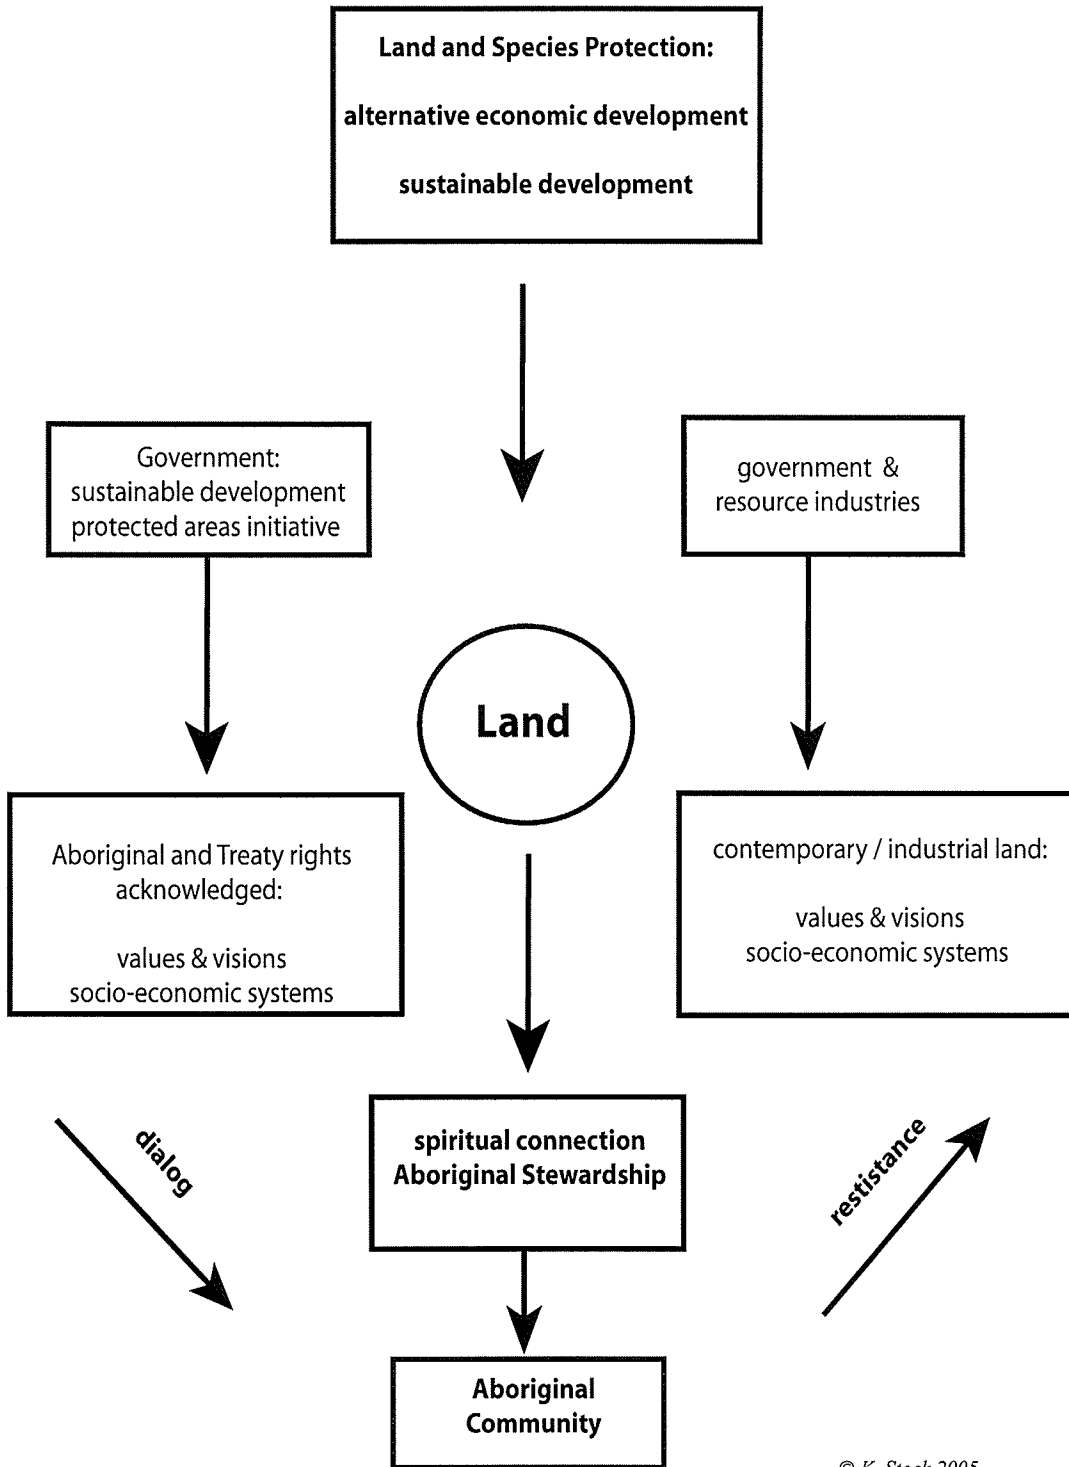 Land and Species Protection:
alternative economic development
sustainable development
Government:
sustainable development
protected areas initiative
government &
resource industries
Land
Aboriginal and Treaty rights
acknowledged:
values & visions
socio-economic systems
contemporary / industrial land:
values & visions
socio-economic systems
dialog
spiritual connection
Aboriginal Stewardship
restistance
Aboriginal
Community
© K. 2005